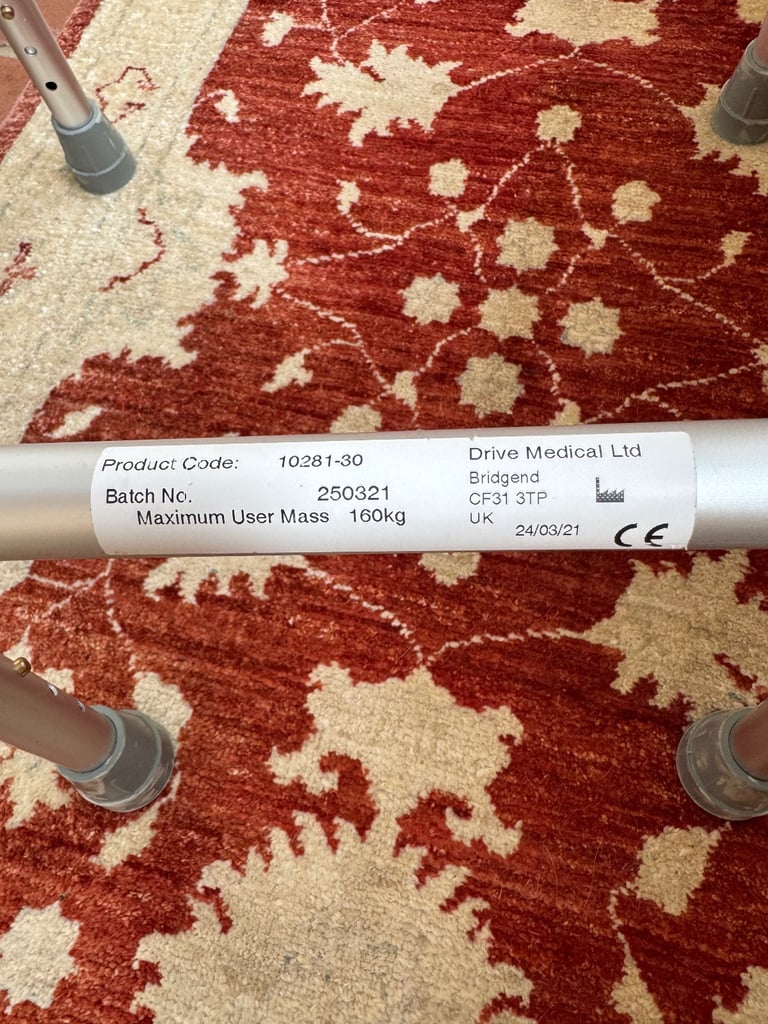 Product Code: 10281-30
Batch No. 250321
Maximum User Mass 160kg
Drive Medical Ltd
Bridgend
CF31 3TP
UK
24/03/21
CE